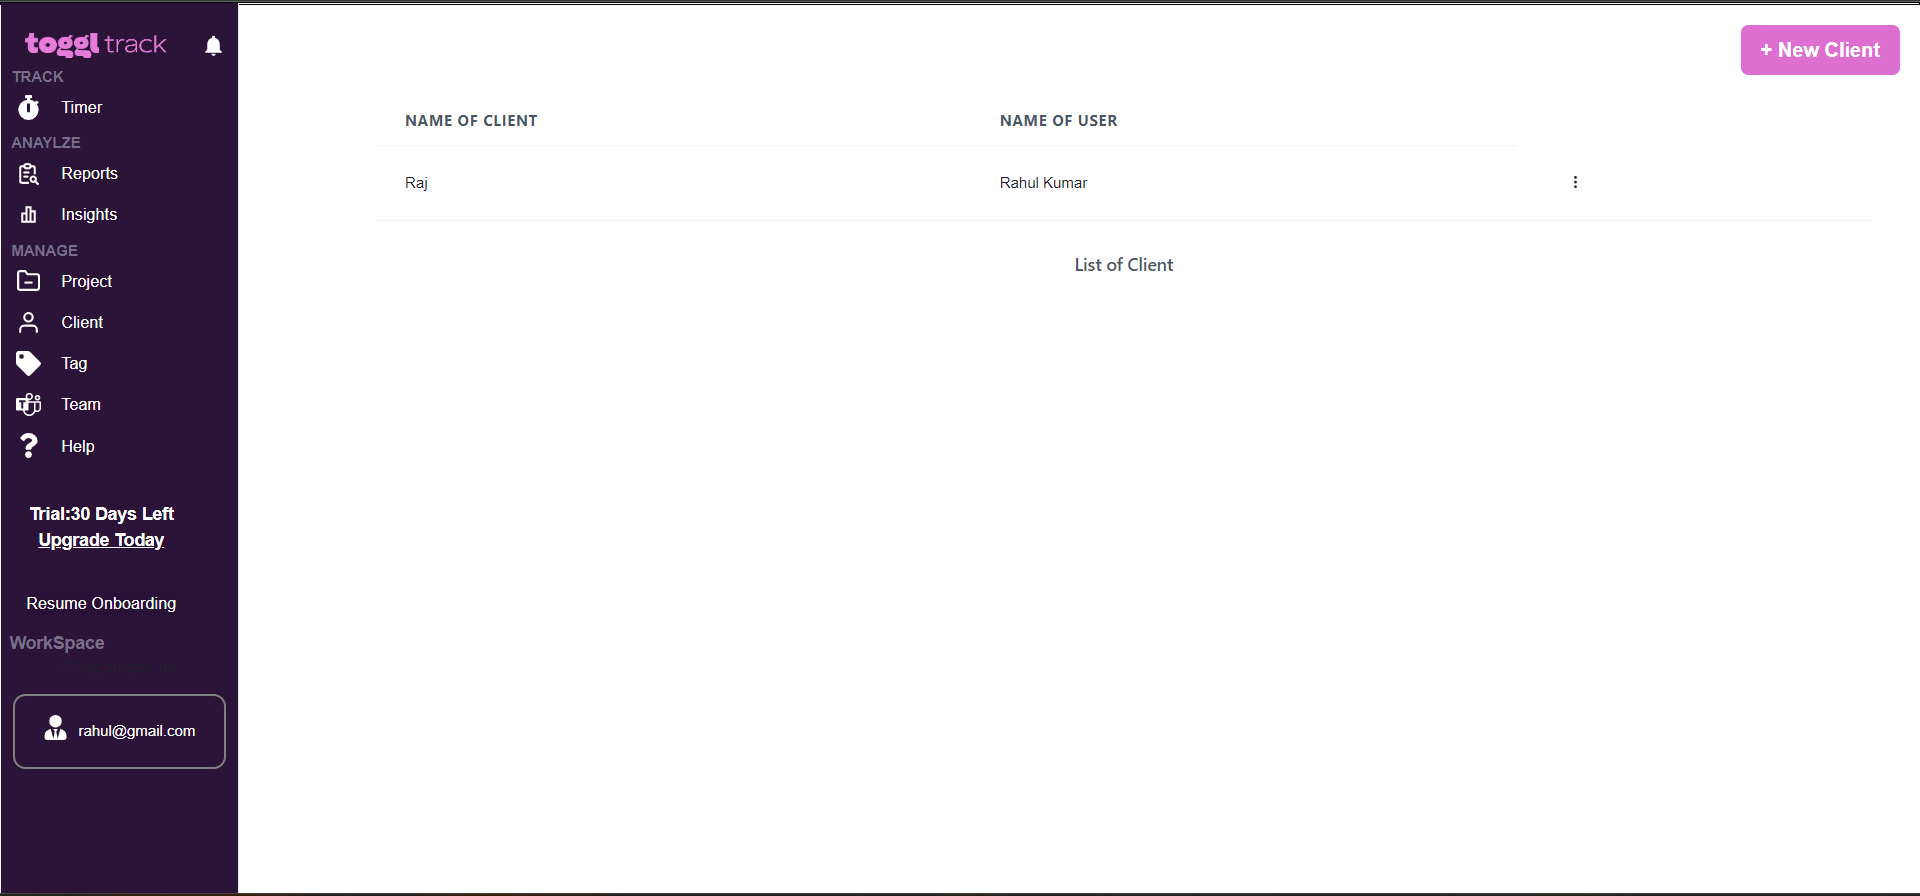 toggl track
TRACK
Timer
ANAYLZE
Reports
Insights
MANAGE
Project
Client
Tag
Team
Help
Trial:30 Days Left
Upgrade Today
Resume Onboarding
WorkSpace
rahul@gmail.com
+ New Client
NAME OF CLIENT NAME OF USER
Raj Rahul Kumar
List of Client